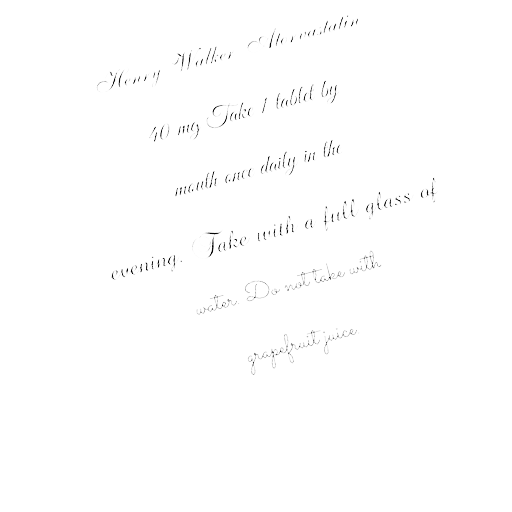 Henry Walker Atorvastatin
40 mg Take 1 tablet by
mouth once daily in the
evening. Take with a full glass of
water. Do not take with
grapefruit juice